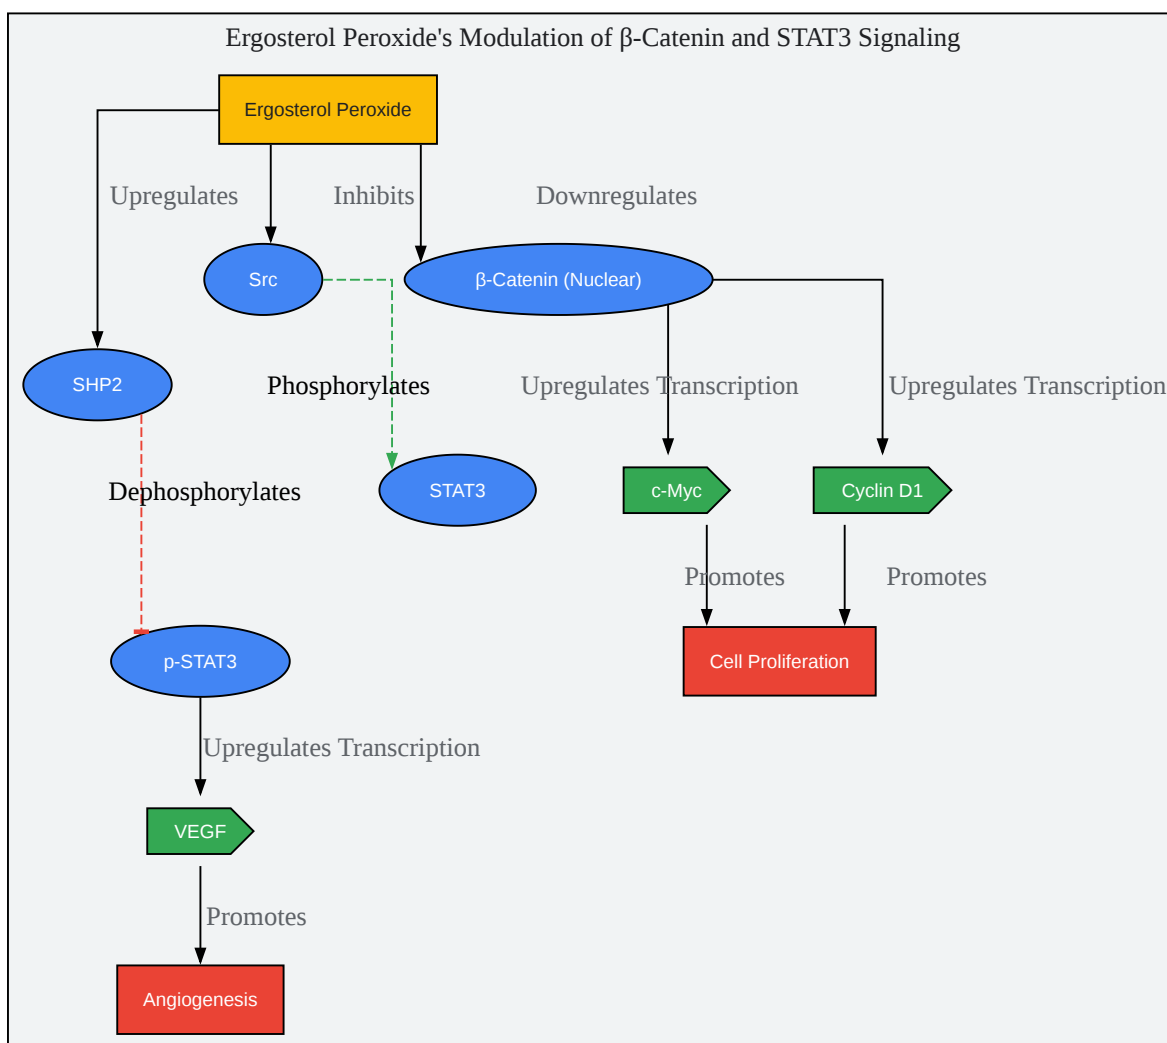 Ergosterol Peroxide's Modulation of β-Catenin and STAT3 Signaling
Ergosterol Peroxide
Upregulates
Inhibits
Downregulates
Src
β-Catenin (Nuclear)
SHP2
Phosphorylates
Upregulates Transcription
Upregulates Transcription
Dephosphorylates
STAT3
c-Myc
Cyclin D1
Promotes
Promotes
p-STAT3
Cell Proliferation
Upregulates Transcription
VEGF
Promotes
Angiogenesis